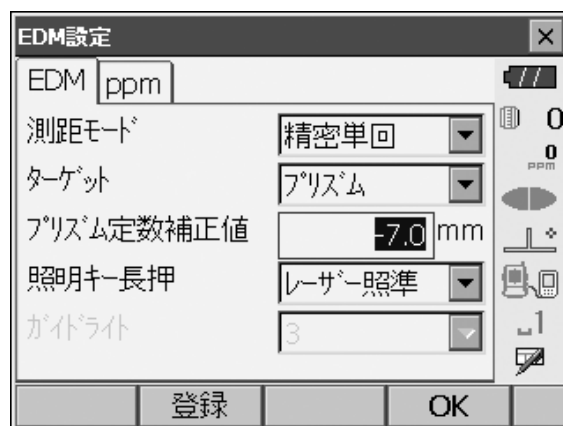 EDM設定
EDM ppm
測距モード 精密単回
ターゲット プリズム
プリズム定数補正値 -7.0 mm
照明キー長押 レーザー照準
ガイドライト 3
0
0
PPM
1
登録 OK